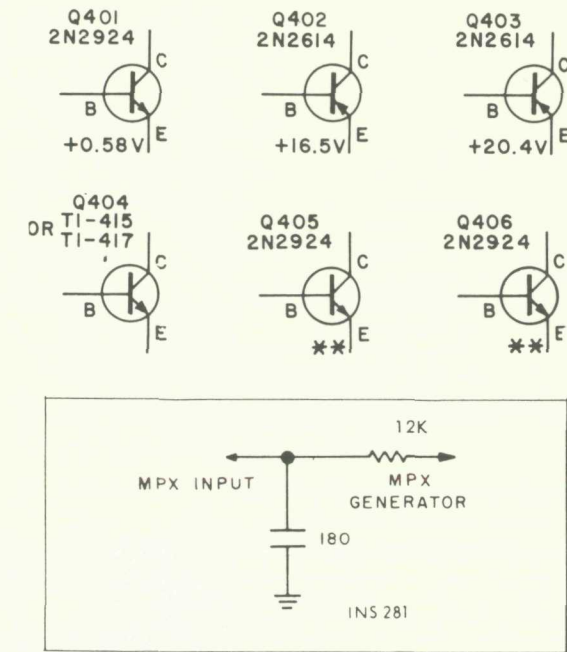 Q401
2N2924
C
B
E
+0.58V
Q402
2N2614
C
B
E
+16.5V
Q403
2N2614
C
B
E
+20.4V
Q404
OR TI-415
TI-417
C
B
E
Q405
2N2924
C
B
E
**
Q406
2N2924
C
B
E
**
12K
MPX INPUT
MPX
GENERATOR
180
INS 281